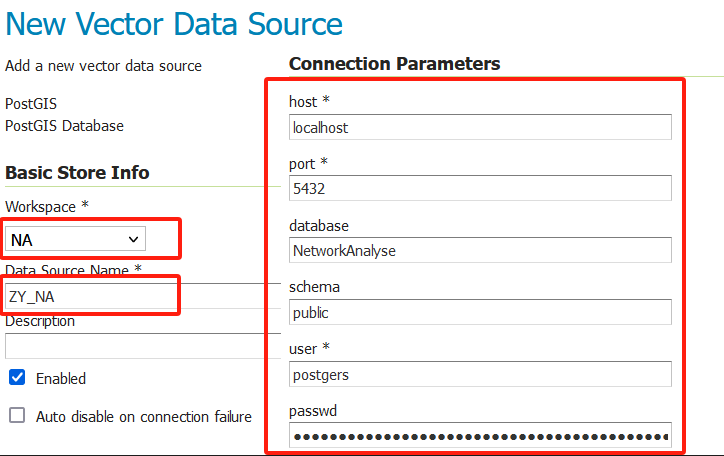 New Vector Data Source
Add a new vector data source
PostGIS
PostGIS Database
Basic Store Info
Workspace *
NA
Data Source Name *
ZY_NA
Description
Enabled
Auto disable on connection failure
Connection Parameters
host *
localhost
port *
5432
database
NetworkAnalyse
schema
public
user *
postgers
passwd